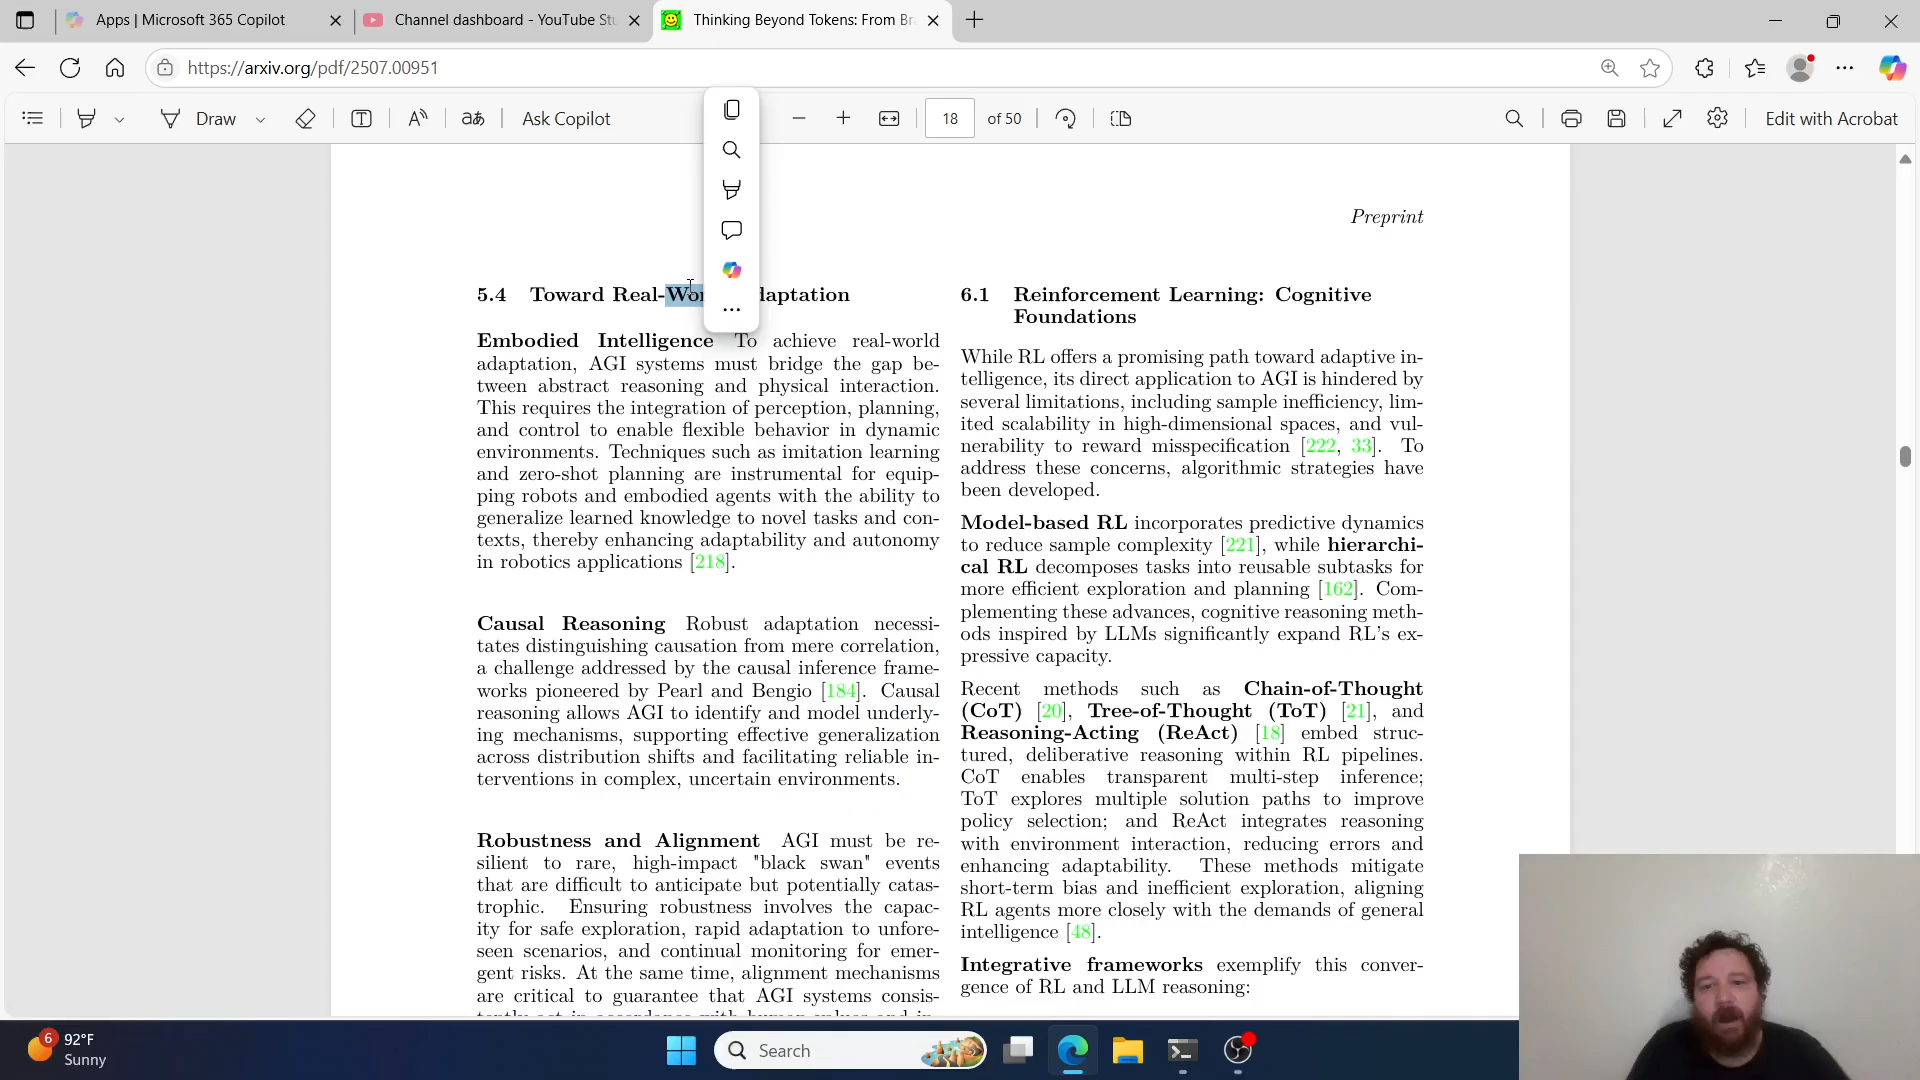 Apps | Microsoft 365 Copilot
Channel dashboard - YouTube Stu
Thinking Beyond Tokens: From Br
https://arxiv.org/pdf/2507.00951
Draw
aあ
Ask Copilot
18
of 50
Edit with Acrobat
Preprint
5.4 Toward Real-Wor
daptation
Embodied Intelligence To achieve real-world
adaptation, AGI systems must bridge the gap be-
tween abstract reasoning and physical interaction.
This requires the integration of perception, planning,
and control to enable flexible behavior in dynamic
environments. Techniques such as imitation learning
and zero-shot planning are instrumental for equip-
ping robots and embodied agents with the ability to
generalize learned knowledge to novel tasks and con-
texts, thereby enhancing adaptability and autonomy
in robotics applications [218].
Causal Reasoning Robust adaptation necessi-
tates distinguishing causation from mere correlation,
a challenge addressed by the causal inference frame-
works pioneered by Pearl and Bengio [184]. Causal
reasoning allows AGI to identify and model underly-
ing mechanisms, supporting effective generalization
across distribution shifts and facilitating reliable in-
terventions in complex, uncertain environments.
Robustness and Alignment AGI must be re-
silient to rare, high-impact "black swan" events
that are difficult to anticipate but potentially catas-
trophic. Ensuring robustness involves the capac-
ity for safe exploration, rapid adaptation to unfore-
seen scenarios, and continual monitoring for emer-
gent risks. At the same time, alignment mechanisms
are critical to guarantee that AGI systems consis-
6.1 Reinforcement Learning: Cognitive
Foundations
While RL offers a promising path toward adaptive in-
telligence, its direct application to AGI is hindered by
several limitations, including sample inefficiency, lim-
ited scalability in high-dimensional spaces, and vul-
nerability to reward misspecification [222, 33]. To
address these concerns, algorithmic strategies have
been developed.
Model-based RL incorporates predictive dynamics
to reduce sample complexity [221], while hierarchi-
cal RL decomposes tasks into reusable subtasks for
more efficient exploration and planning [162]. Com-
plementing these advances, cognitive reasoning meth-
ods inspired by LLMs significantly expand RL's ex-
pressive capacity.
Recent methods such as Chain-of-Thought
(CoT) [20], Tree-of-Thought (ToT) [21], and
Reasoning-Acting (ReAct) [18] embed struc-
tured, deliberative reasoning within RL pipelines.
CoT enables transparent multi-step inference;
ToT explores multiple solution paths to improve
policy selection; and ReAct integrates reasoning
with environment interaction, reducing errors and
enhancing adaptability. These methods mitigate
short-term bias and inefficient exploration, aligning
RL agents more closely with the demands of general
intelligence [48].
Integrative frameworks exemplify this conver-
gence of RL and LLM reasoning:
6
92°F
Sunny
Search